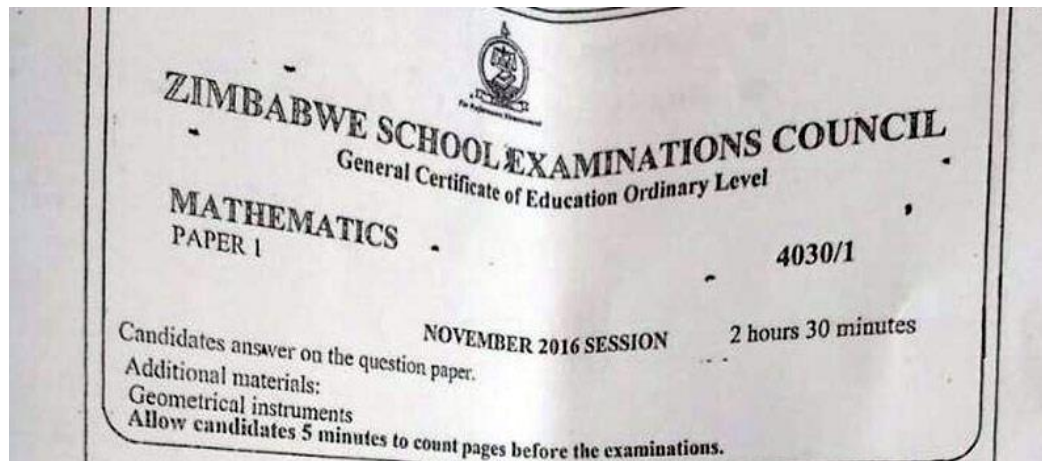 ZIMBABWE SCHOOL EXAMINATIONS COUNCIL
General Certificate of Education Ordinary Level
MATHEMATICS
PAPER 1
4030/1
NOVEMBER 2016 SESSION
2 hours 30 minutes
Candidates answer on the question paper.
Additional materials:
Geometrical instruments
Allow candidates 5 minutes to count pages before the examinations.